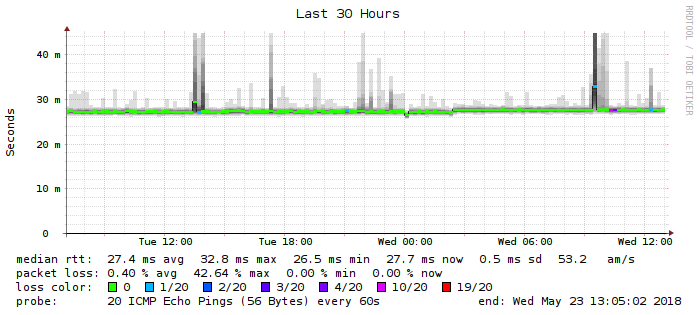 Last 30 Hours
RRDTOOL / TOBI OETIKER
Seconds
40 m
30 m
20 m
10 m
0
Tue 12:00 Tue 18:00 Wed 00:00 Wed 06:00 Wed 12:00
median rtt: 27.4 ms avg 32.8 ms max 26.5 ms min 27.7 ms now 0.5 ms sd 53.2 am/s
packet loss: 0.40 % avg 42.64 % max 0.00 % min 0.00 % now
loss color: 0 1/20 2/20 3/20 4/20 10/20 19/20
probe: 20 ICMP Echo Pings (56 Bytes) every 60s end: Wed May 23 13:05:02 2018